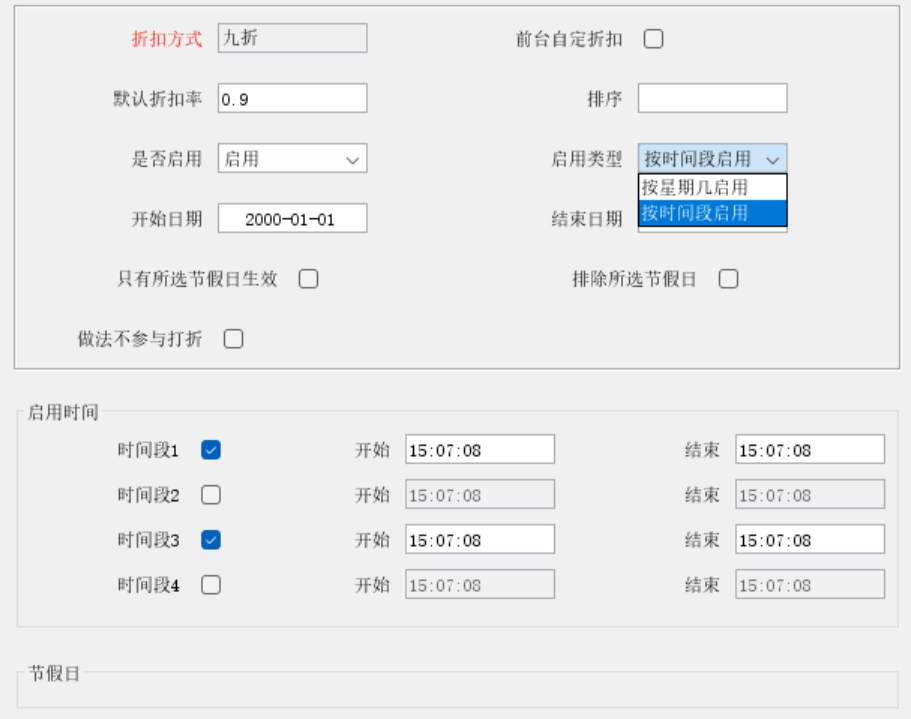 折扣方式 九折 前台自定折扣
默认折扣率 0.9 排序
是否启用 启用 启用类型 按时间段启用
按星期几启用
按时间段启用
开始日期 2000-01-01 结束日期
只有所选节假日生效 排除所选节假日
做法不参与打折
启用时间
时间段1 开始 15:07:08 结束 15:07:08
时间段2 开始 15:07:08 结束 15:07:08
时间段3 开始 15:07:08 结束 15:07:08
时间段4 开始 15:07:08 结束 15:07:08
节假日